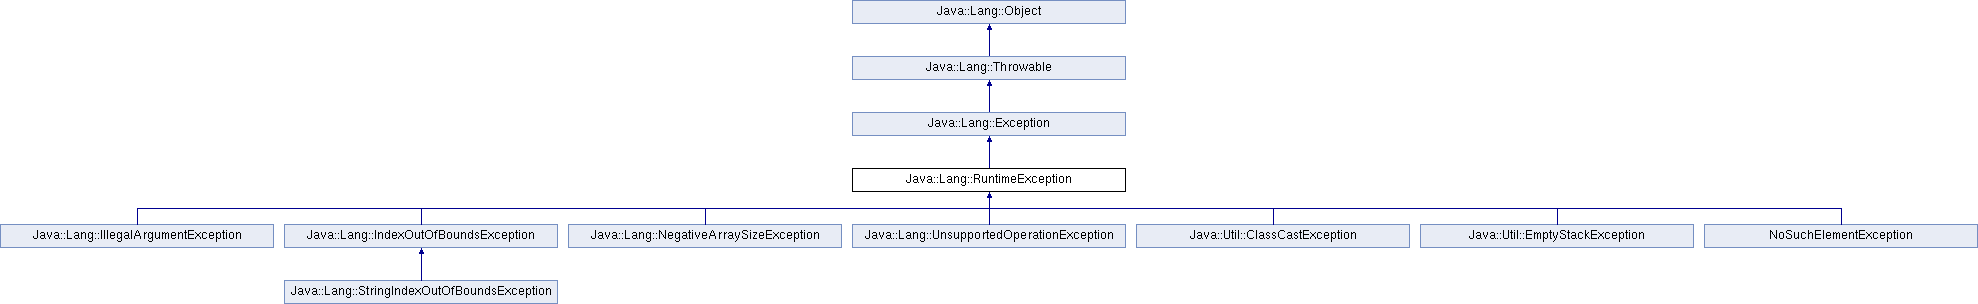 Java::Lang::Object
Java::Lang::Throwable
Java::Lang::Exception
Java::Lang::RuntimeException
Java::Lang::IllegalArgumentException
Java::Lang::IndexOutOfBoundsException
Java::Lang::NegativeArraySizeException
Java::Lang::UnsupportedOperationException
Java::Util::ClassCastException
Java::Util::EmptyStackException
NoSuchElementException
Java::Lang::StringIndexOutOfBoundsException